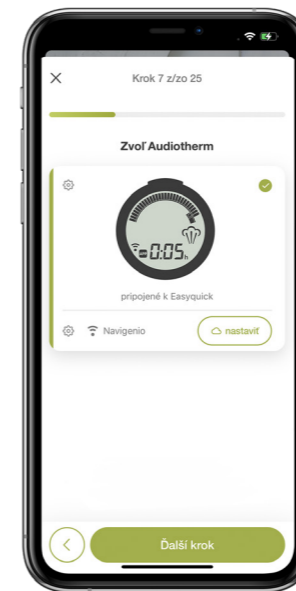 Krok 7 z/zo 25
Zvoľ Audiotherm
0:05h
pripojené k Easyquick
Navigenio
nastaviť
Ďalší krok